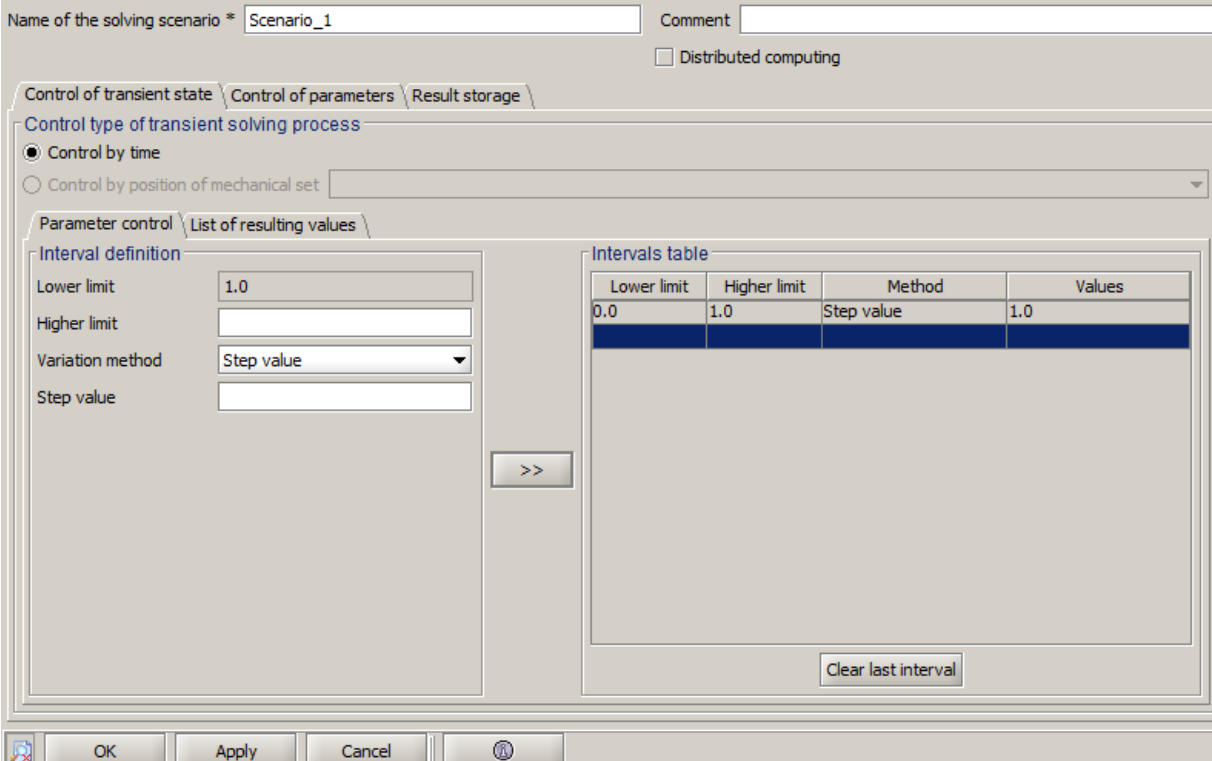 Name of the solving scenario * Scenario_1 Comment
Distributed computing
Control of transient state Control of parameters Result storage
Control type of transient solving process
Control by time
Control by position of mechanical set
Parameter control List of resulting values
Interval definition
Lower limit 1.0
Higher limit
Variation method Step value
Step value
>>
Intervals table
Lower limit Higher limit Method Values
0.0 1.0 Step value 1.0
Clear last interval
OK Apply Cancel